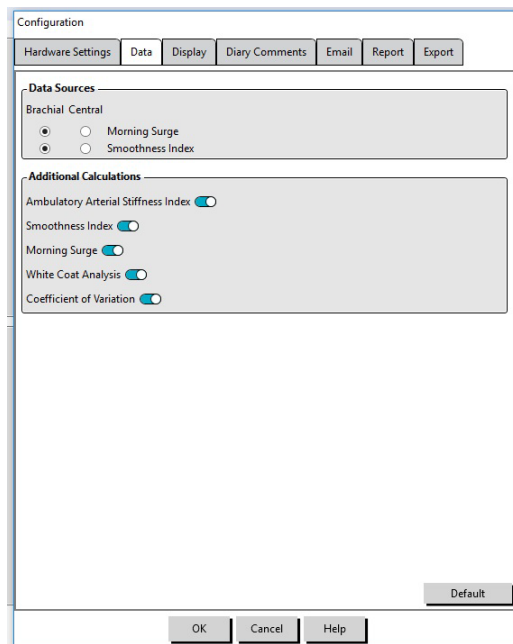 Configuration
Hardware Settings Data Display Diary Comments Email Report Export
Data Sources
Brachial Central
Morning Surge
Smoothness Index
Additional Calculations
Ambulatory Arterial Stiffness Index
Smoothness Index
Morning Surge
White Coat Analysis
Coefficient of Variation
Default
OK Cancel Help